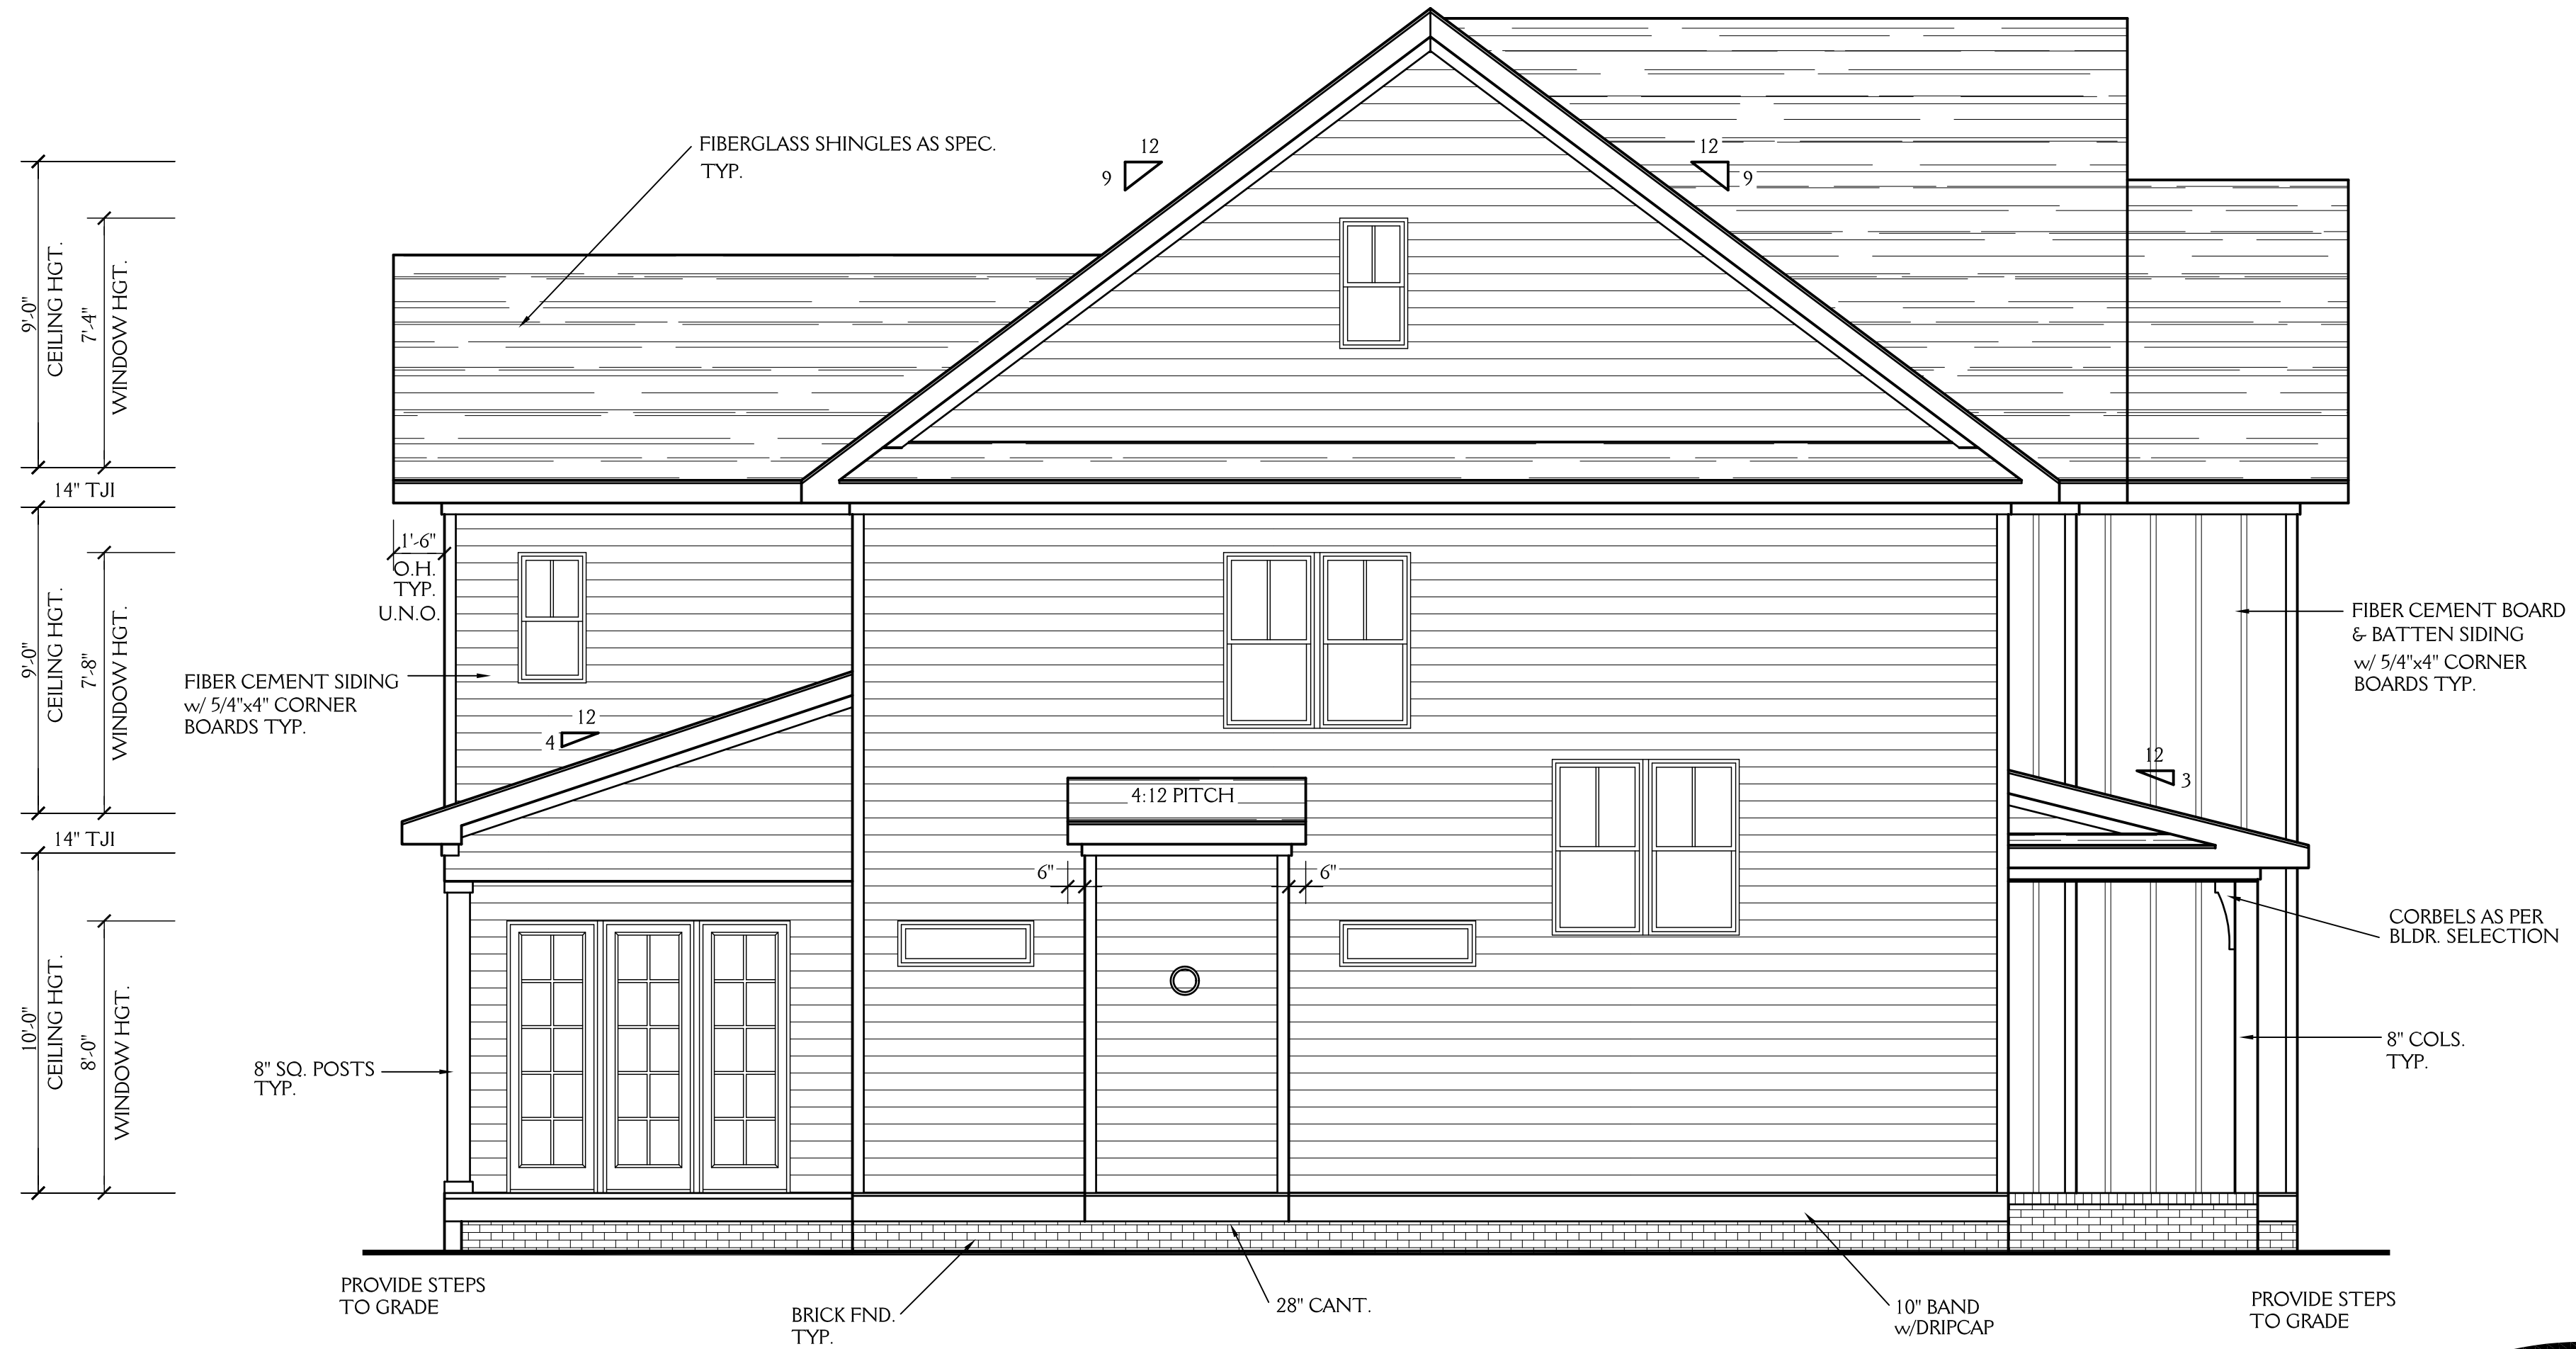 FIBERGLASS SHINGLES AS SPEC.
TYP.
12
9
12
9
9'-0"
CEILING HGT.
7'-4"
WINDOW HGT.
14" TJI
1'-6"
O.H.
TYP.
U.N.O.
9'-0"
CEILING HGT.
7'-8"
WINDOW HGT.
FIBER CEMENT SIDING
w/ 5/4"x4" CORNER
BOARDS TYP.
12
4
FIBER CEMENT BOARD
& BATTEN SIDING
w/ 5/4"x4" CORNER
BOARDS TYP.
12
3
4:12 PITCH
14" TJI
6"
6"
10'-0"
CEILING HGT.
8'-0"
WINDOW HGT.
CORBELS AS PER
BLDR. SELECTION
8" SQ. POSTS
TYP.
8" COLS.
TYP.
PROVIDE STEPS
TO GRADE
BRICK FND.
TYP.
28" CANT.
10" BAND
w/DRIPCAP
PROVIDE STEPS
TO GRADE